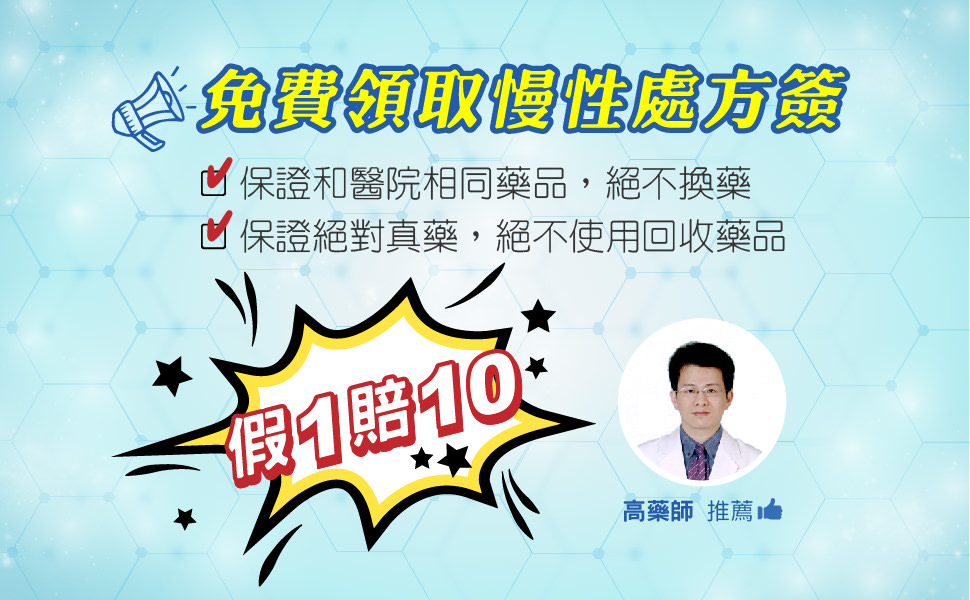 免費領取慢性處方簽
保證和醫院相同藥品，絕不換藥
保證絕對真藥，絕不使用回收藥品
假1賠10
高藥師 推薦